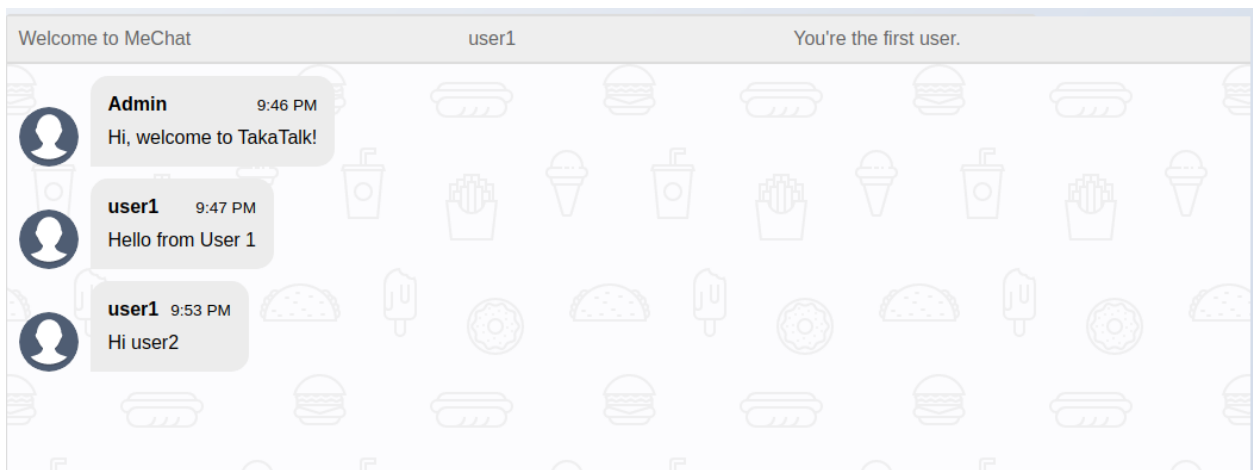 Welcome to MeChat user1 You're the first user.
Admin 9:46 PM
Hi, welcome to TakaTalk!
user1 9:47 PM
Hello from User 1
user1 9:53 PM
Hi user2